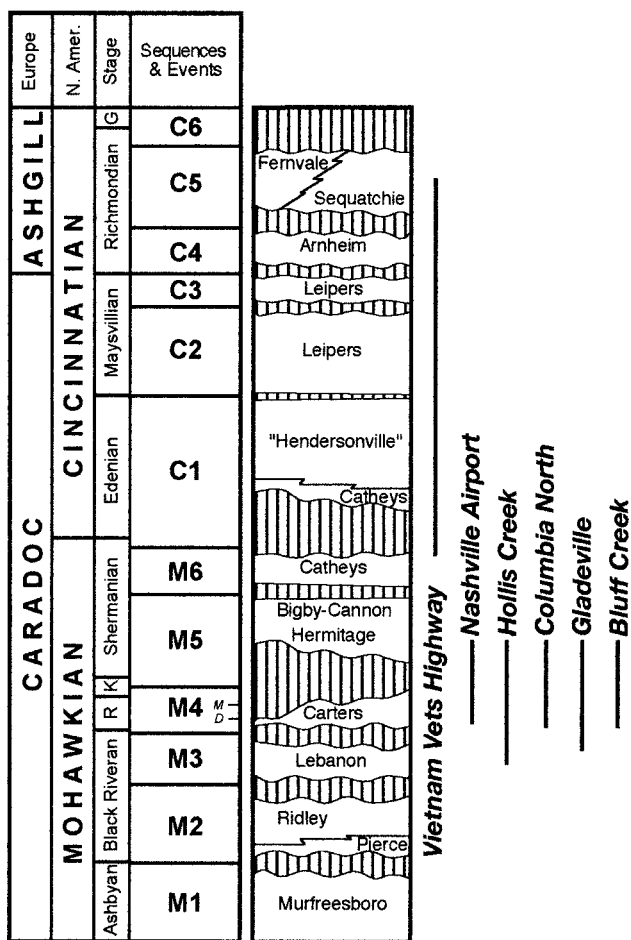 Europe
N. Amer.
Stage
Sequences
& Events
ASHGILL
CARADOC
CINCINNATIAN
MOHAWKIAN
G
Richmondian
Maysvillian
Edenian
Shermanian
K
R
Black Riveran
Ashbyan
C6
C5
C4
C3
C2
C1
M6
M5
M4
M
D
M3
M2
M1
Fernvale
Sequatchie
Arnheim
Leipers
Leipers
"Hendersonville"
Catheys
Catheys
Bigby-Cannon
Hermitage
Carters
Lebanon
Ridley
Pierce
Murfreesboro
Vietnam Vets Highway
Nashville Airport
Hollis Creek
Columbia North
Gladeville
Bluff Creek